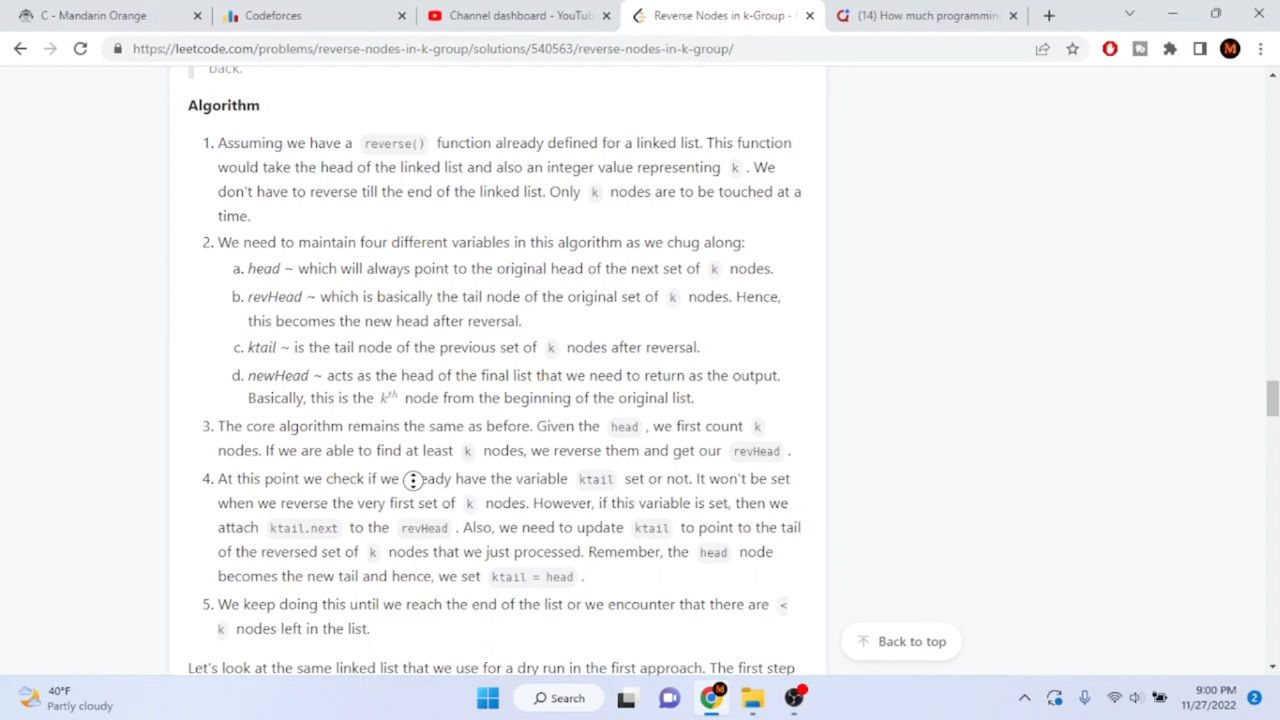 C - Mandarin Orange
Codeforces
Channel dashboard - YouTu
Reverse Nodes in k-Group -
(14) How much programmin
https://leetcode.com/problems/reverse-nodes-in-k-group/solutions/540563/reverse-nodes-in-k-group/
M
back.
Algorithm
1. Assuming we have a reverse() function already defined for a linked list. This function
would take the head of the linked list and also an integer value representing k . We
don't have to reverse till the end of the linked list. Only k nodes are to be touched at a
time.
2. We need to maintain four different variables in this algorithm as we chug along:
a. head ~ which will always point to the original head of the next set of k nodes.
b. revHead ~ which is basically the tail node of the original set of k nodes. Hence,
this becomes the new head after reversal.
c. ktail ~ is the tail node of the previous set of k nodes after reversal.
d. newHead ~ acts as the head of the final list that we need to return as the output.
Basically, this is the kth node from the beginning of the original list.
3. The core algorithm remains the same as before. Given the head , we first count k
nodes. If we are able to find at least k nodes, we reverse them and get our revHead .
4. At this point we check if we eady have the variable ktail set or not. It won't be set
when we reverse the very first set of k nodes. However, if this variable is set, then we
attach ktail.next to the revHead . Also, we need to update ktail to point to the tail
of the reversed set of k nodes that we just processed. Remember, the head node
becomes the new tail and hence, we set ktail = head .
5. We keep doing this until we reach the end of the list or we encounter that there are <
k nodes left in the list.
Back to top
Let's look at the same linked list that we use for a dry run in the first approach. The first step
40°F
Partly cloudy
Search
M
9:00 PM
11/27/2022
2